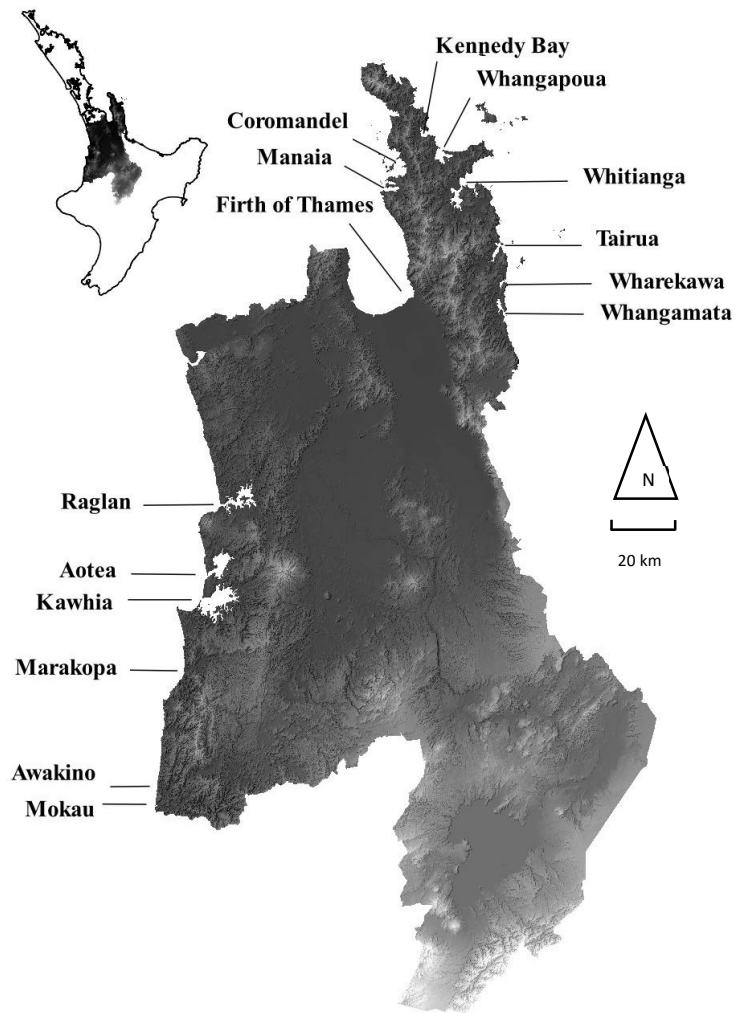 Kennedy Bay
Whangapoua
Coromandel
Manaia
Whitianga
Firth of Thames
Tairua
Wharekawa
Whangamata
N
Raglan
20 km
Aotea
Kawhia
Marakopa
Awakino
Mokau